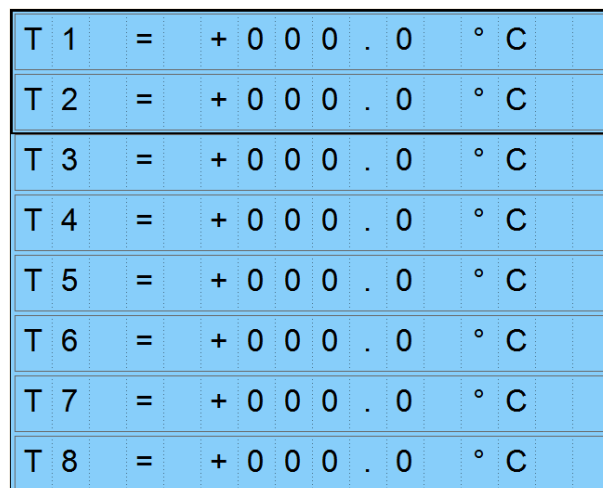 T1 = +000.0 °C
T2 = +000.0 °C
T3 = +000.0 °C
T4 = +000.0 °C
T5 = +000.0 °C
T6 = +000.0 °C
T7 = +000.0 °C
T8 = +000.0 °C